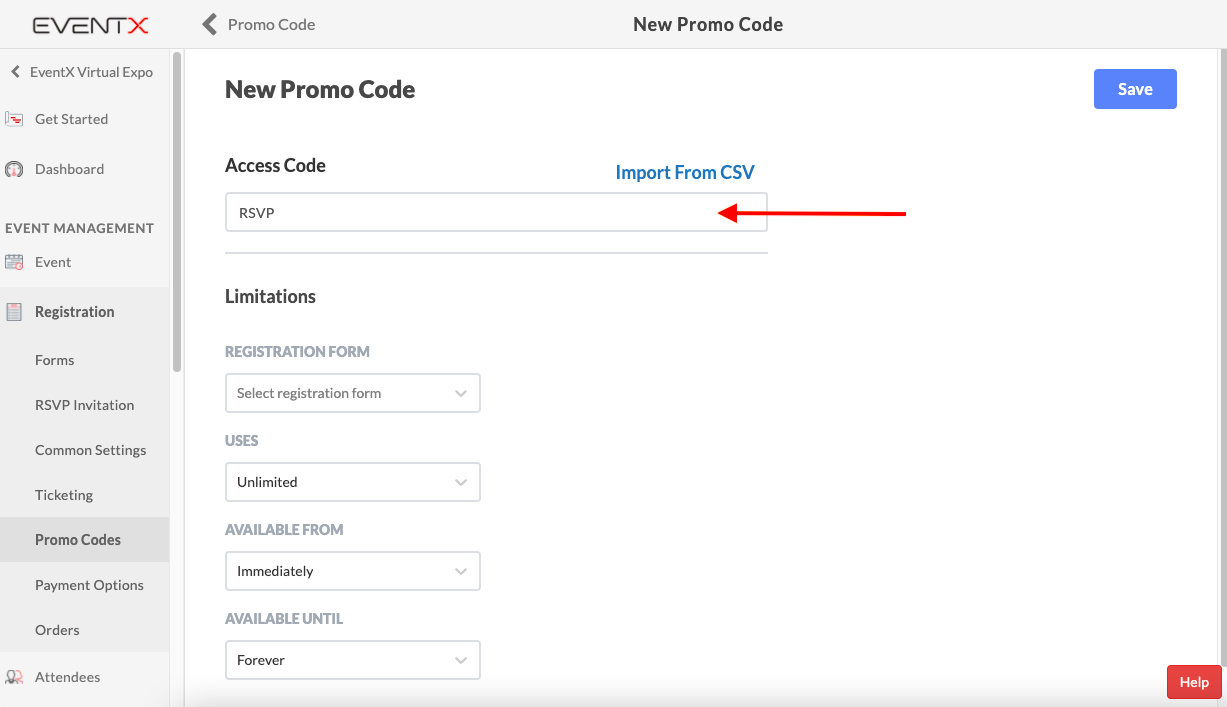 EVENTX
Promo Code
New Promo Code
EventX Virtual Expo
Get Started
Dashboard
EVENT MANAGEMENT
Event
Registration
Forms
RSVP Invitation
Common Settings
Ticketing
Promo Codes
Payment Options
Orders
Attendees
New Promo Code
Save
Access Code
Import From CSV
RSVP
Limitations
REGISTRATION FORM
Select registration form
USES
Unlimited
AVAILABLE FROM
Immediately
AVAILABLE UNTIL
Forever
Help